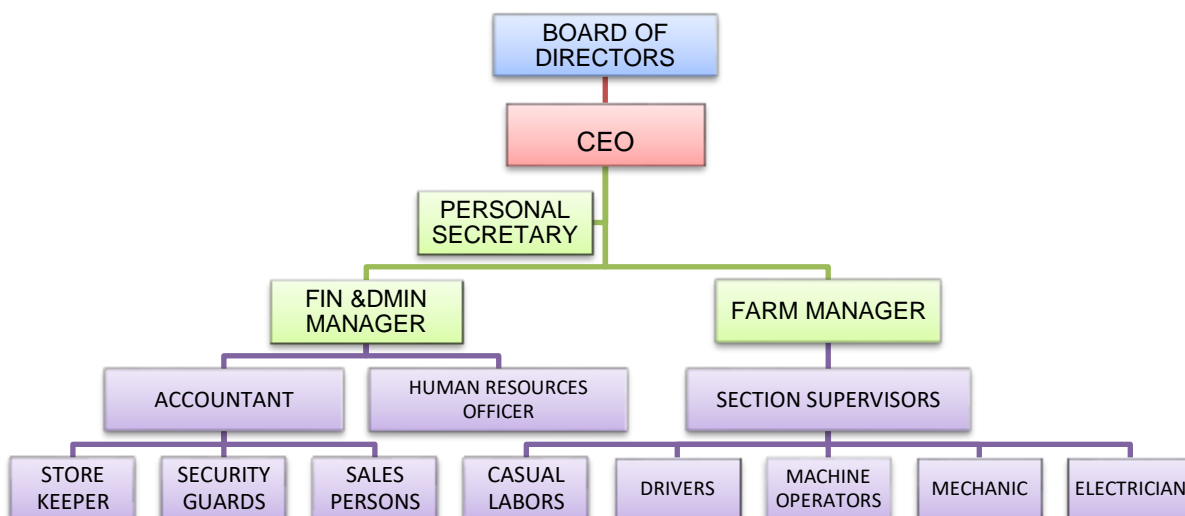 BOARD OF
DIRECTORS
CEO
PERSONAL
SECRETARY
FIN &DMIN
MANAGER
FARM MANAGER
ACCOUNTANT
HUMAN RESOURCES
OFFICER
SECTION SUPERVISORS
STORE
KEEPER
SECURITY
GUARDS
SALES
PERSONS
CASUAL
LABORS
DRIVERS
MACHINE
OPERATORS
MECHANIC
ELECTRICIAN